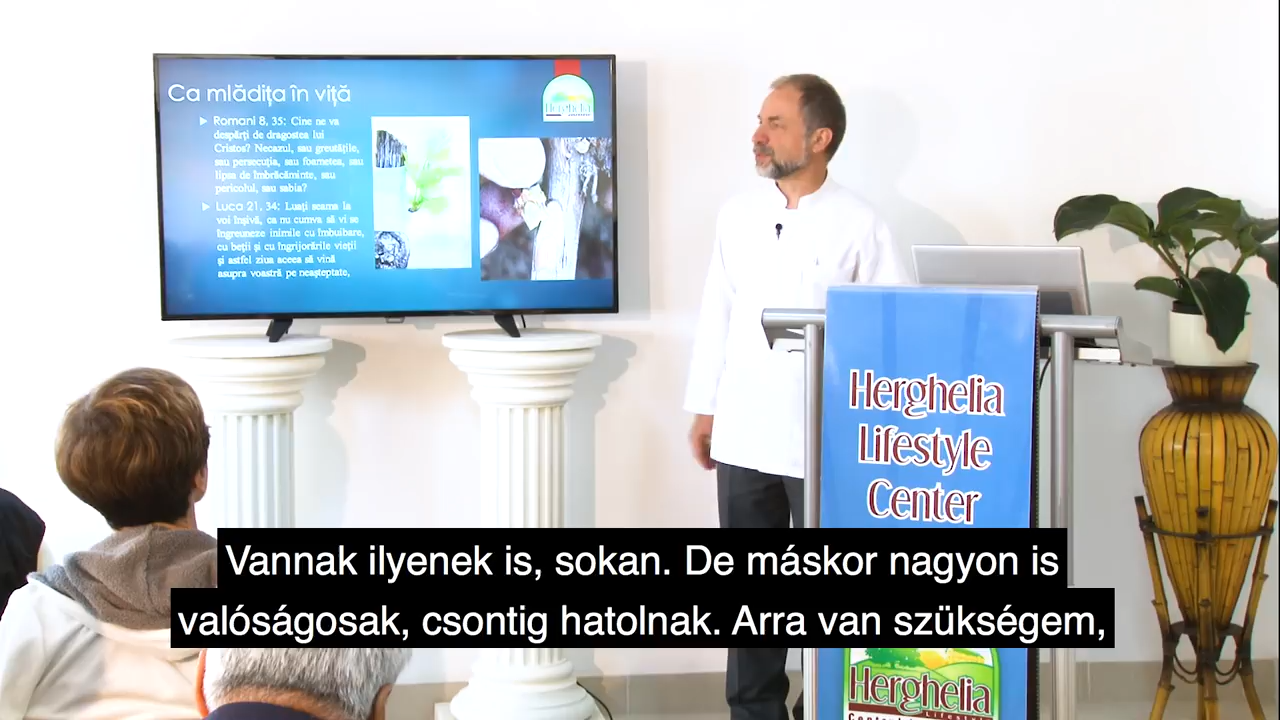 Ca mlădița în viță
Herghelia
Romani 8, 35: Cine ne va
despărți de dragostea lui
Cristos? Necazul, sau greutățile,
sau persecuția, sau foametea, sau
lipsa de îmbrăcăminte, sau
pericolul, sau sabia?
Luca 21, 34: Luați seama la
voi înșivă, ca nu cumva să vi se
îngreuneze inimile cu îmbuibare,
cu beții și cu îngrijorările vieții
și astfel ziua aceea să vină
asupra voastră pe neașteptate,
Herghelia
Lifestyle
Center
Vannak ilyenek is, sokan. De máskor nagyon is
valóságosak, csontig hatolnak. Arra van szükségem,
Herghelia
Lifestyle